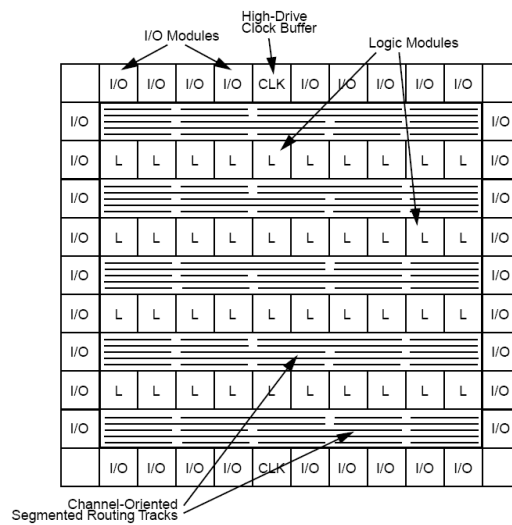 High-Drive
Clock Buffer
I/O Modules
Logic Modules
I/O I/O I/O I/O CLK I/O I/O I/O I/O I/O
I/O I/O
I/O L L L L L L L L L L I/O
I/O I/O
I/O L L L L L L L L L L I/O
I/O I/O
I/O L L L L L L L L L L I/O
I/O I/O
I/O L L L L L L L L L L I/O
I/O I/O
I/O I/O I/O I/O CLK I/O I/O I/O I/O I/O
Channel-Oriented
Segmented Routing Tracks